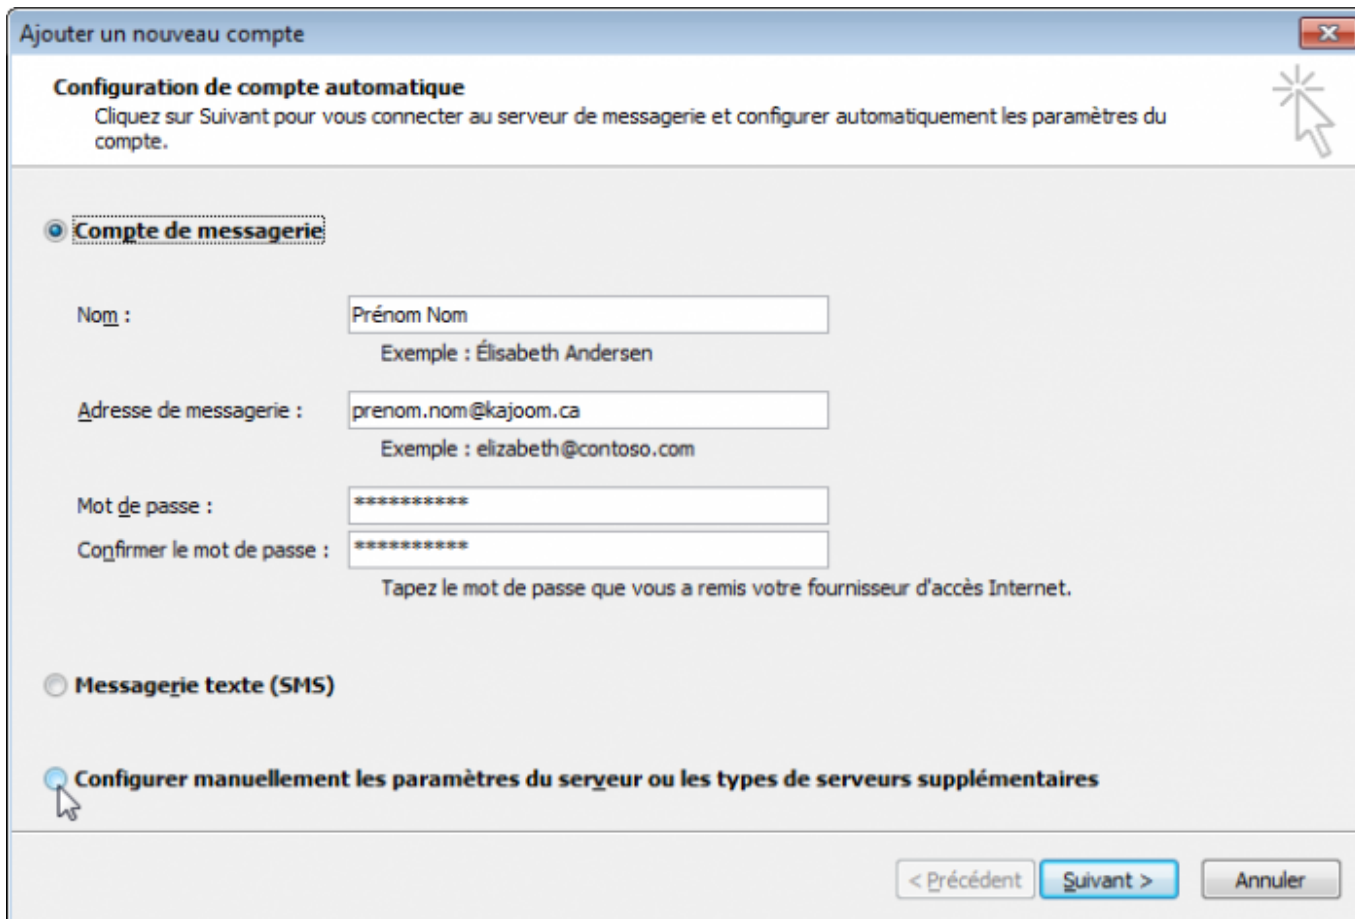 Ajouter un nouveau compte
Configuration de compte automatique
Cliquez sur Suivant pour vous connecter au serveur de messagerie et configurer automatiquement les paramètres du
compte.
Compte de messagerie
Nom :
Prénom Nom
Exemple : Élisabeth Andersen
Adresse de messagerie :
prenom.nom@kajoom.ca
Exemple : elizabeth@contoso.com
Mot de passe :
**********
Confirmer le mot de passe :
**********
Tapez le mot de passe que vous a remis votre fournisseur d'accès Internet.
Messagerie texte (SMS)
Configurer manuellement les paramètres du serveur ou les types de serveurs supplémentaires
< Précédent
Suivant >
Annuler